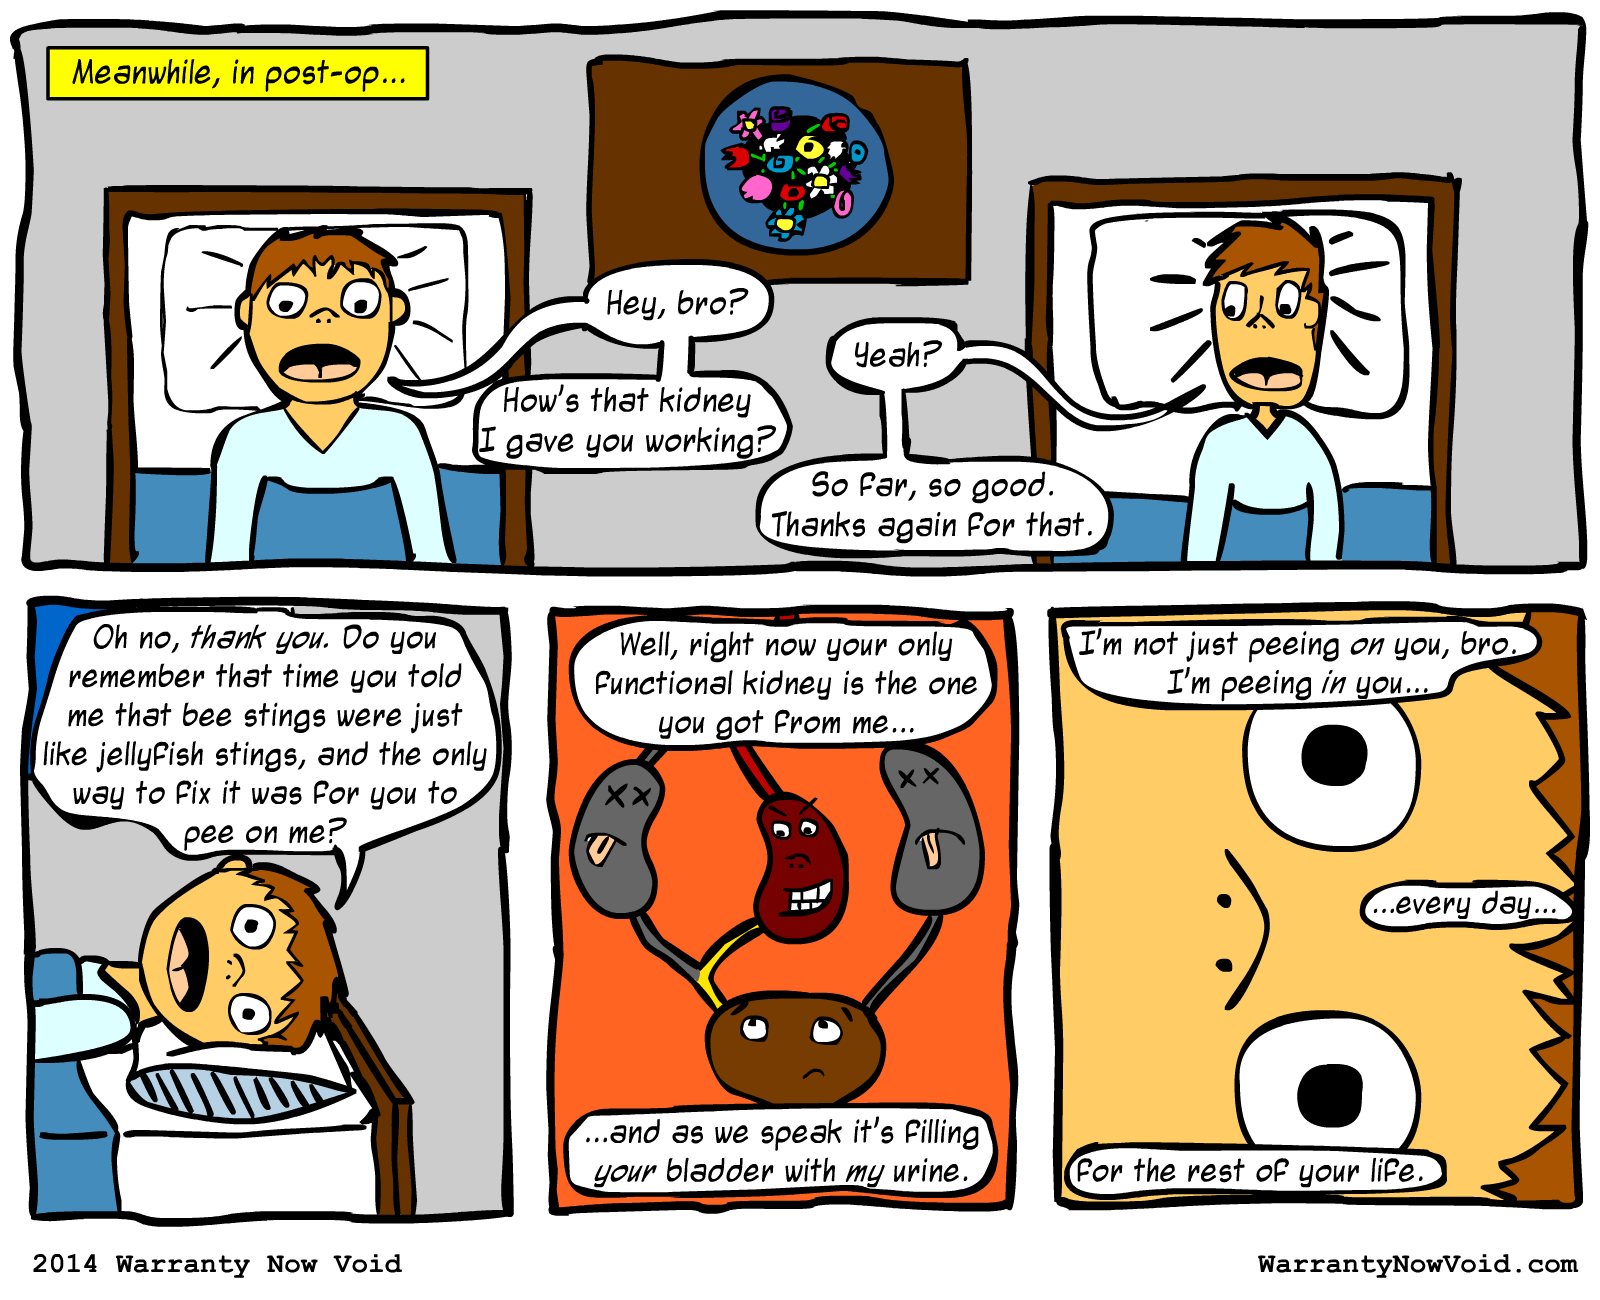 Meanwhile, in post-op...
Hey, bro?
How's that kidney
I gave you working?
Yeah?
So far, so good.
Thanks again for that.
Oh no, thank you. Do you
remember that time you told
me that bee stings were just
like jellyfish stings, and the only
way to fix it was for you to
pee on me?
Well, right now your only
functional kidney is the one
you got from me...
...and as we speak it's filling
your bladder with my urine.
I'm not just peeing on you, bro.
I'm peeing in you...
...every day...
for the rest of your life.
2014 Warranty Now Void
WarrantyNowVoid.com